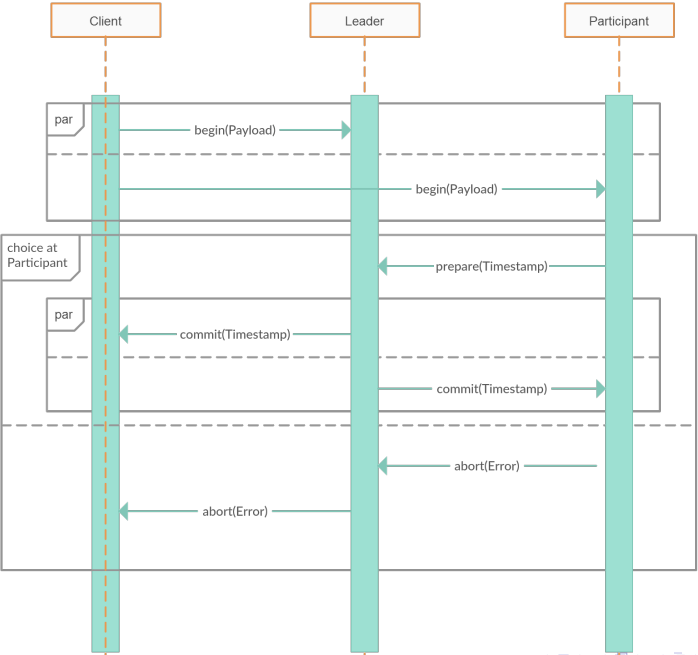 Client
Leader
Participant
par
begin(Payload)
begin(Payload)
choice at
Participant
prepare(Timestamp)
par
commit(Timestamp)
commit(Timestamp)
abort(Error)
abort(Error)